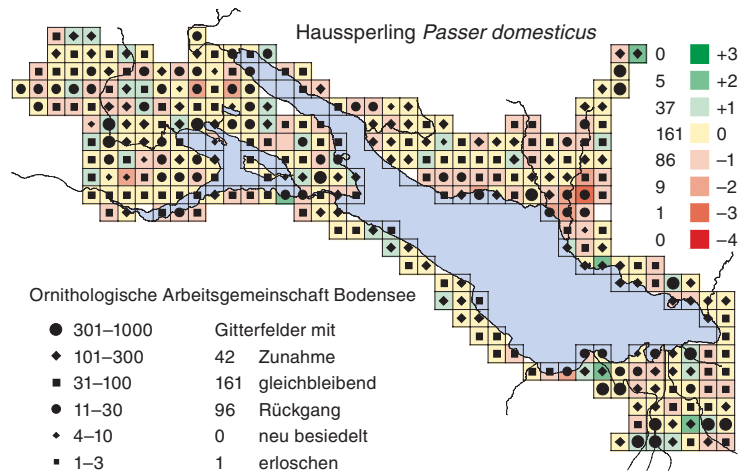 Haussperling Passer domesticus
0 +3
5 +2
37 +1
161 0
86 –1
9 –2
1 –3
0 –4
Ornithologische Arbeitsgemeinschaft Bodensee
301–1000 Gitterfelder mit
101–300 42 Zunahme
31–100 161 gleichbleibend
11–30 96 Rückgang
4–10 0 neu besiedelt
1–3 1 erloschen